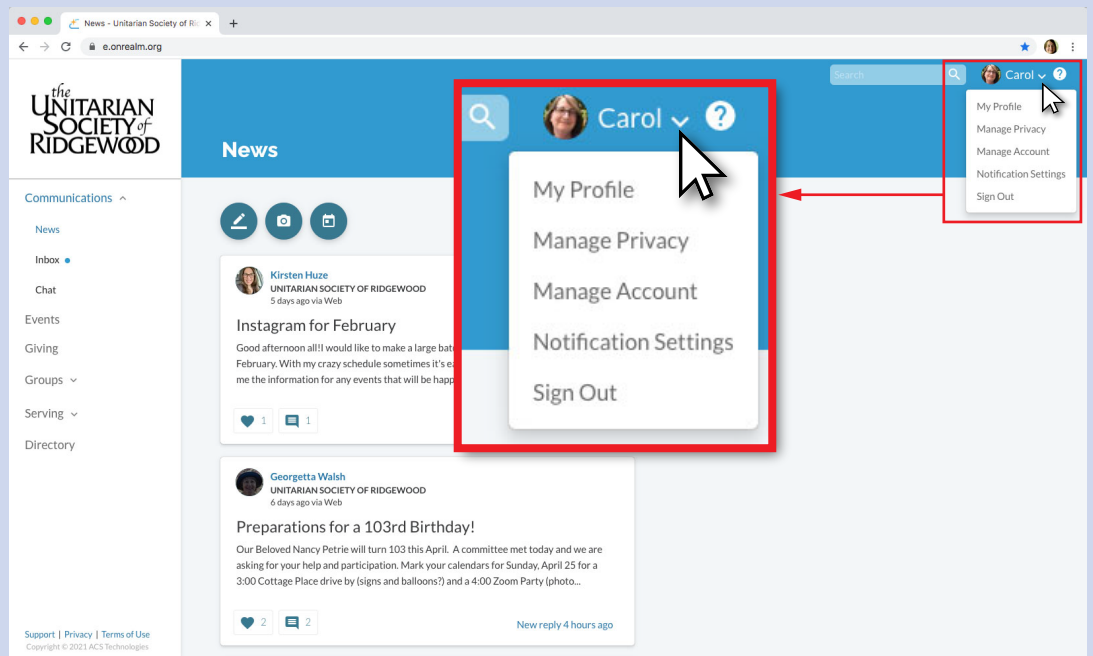 News - Unitarian Society of Ri
e.onrealm.org
the
UNITARIAN
SOCIETY of
RIDGEWOOD
News
Search
Carol
?
My Profile
Manage Privacy
Manage Account
Notification Settings
Sign Out
Carol
?
My Profile
Manage Privacy
Manage Account
Notification Settings
Sign Out
Communications
News
Inbox
Chat
Events
Giving
Groups
Serving
Directory
Kirsten Huze
UNITARIAN SOCIETY OF RIDGEWOOD
5 days ago via Web
Instagram for February
Good afternoon all!I would like to make a large
February. With my crazy schedule sometimes it's
me the information for any events that will be
1 1
Georgetta Walsh
UNITARIAN SOCIETY OF RIDGEWOOD
6 days ago via Web
Preparations for a 103rd Birthday!
Our Beloved Nancy Petrie will turn 103 this April. A committee met today and we are
asking for your help and participation. Mark your calendars for Sunday, April 25 for a
3:00 Cottage Place drive by (signs and balloons?) and a 4:00 Zoom Party (photo...
2 2
New reply 4 hours ago
Support | Privacy | Terms of Use
Copyright © 2021 ACS Technologies